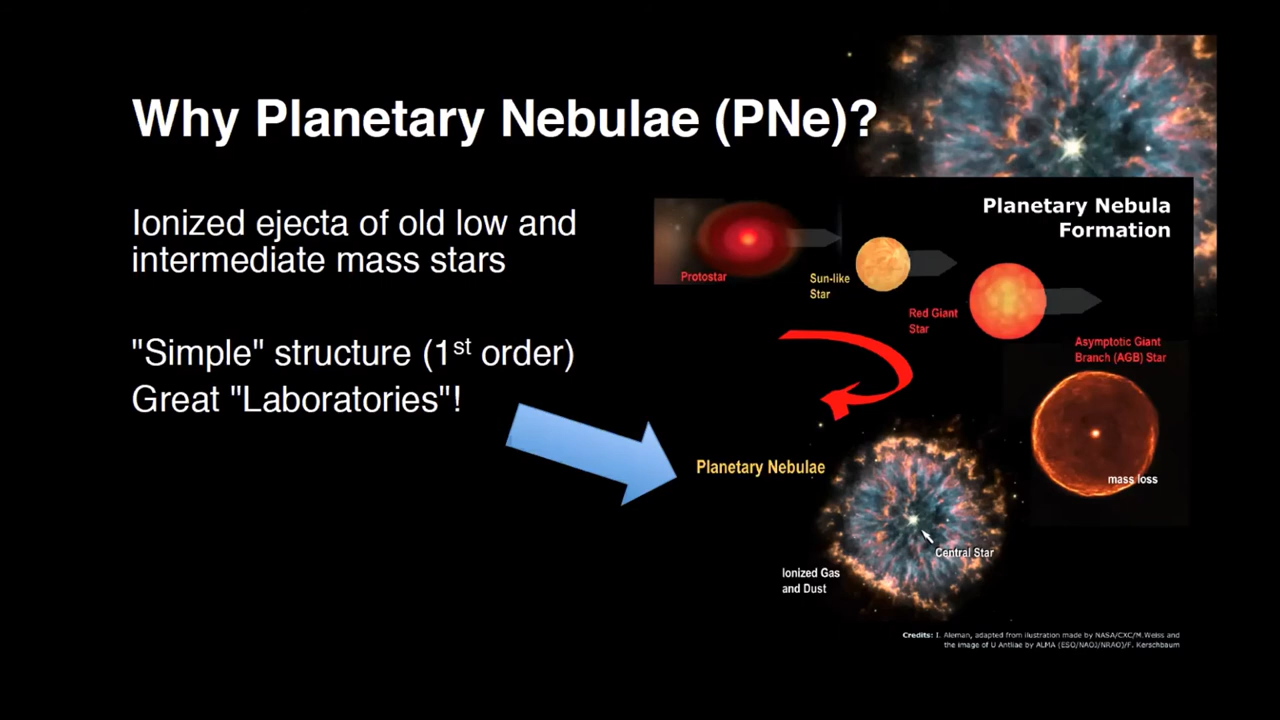 Why Planetary Nebulae (PNe)?
Ionized ejecta of old low and
intermediate mass stars
"Simple" structure (1st order)
Great "Laboratories"!
Planetary Nebula
Formation
Protostar
Sun-like
Star
Red Giant
Star
Asymptotic Giant
Branch (AGB) Star
mass loss
Planetary Nebulae
Central Star
Ionized Gas
and Dust
Credits: I. Aleman, adapted from ilustration made by NASA/CXC/M.Weiss and
the image of U Antliae by ALMA (ESO/NAOJ/NRAO)/F. Kerschbaum